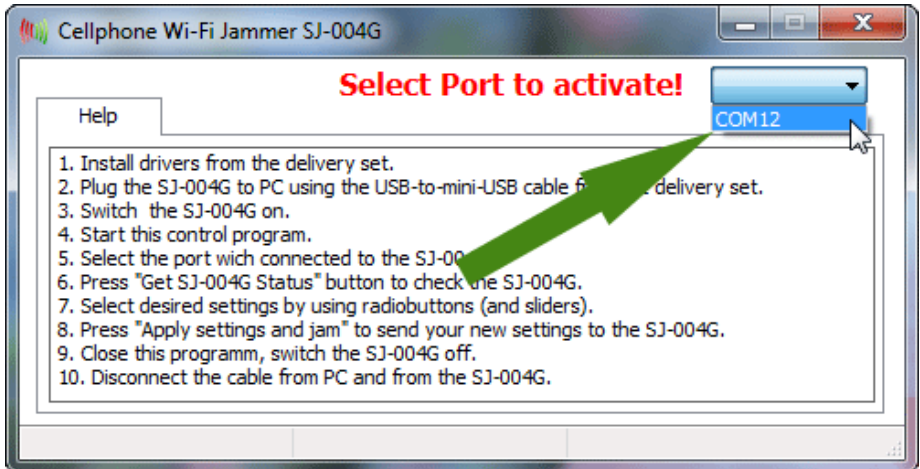 Cellphone Wi-Fi Jammer SJ-004G
Select Port to activate!
COM12
Help
1. Install drivers from the delivery set.
2. Plug the SJ-004G to PC using the USB-to-mini-USB cable delivery set.
3. Switch the SJ-004G on.
4. Start this control program.
5. Select the port wich connected to the
6. Press "Get SJ-004G Status" button to check the SJ-004G.
7. Select desired settings by using radiobuttons (and sliders).
8. Press "Apply settings and jam" to send your new settings to the SJ-004G.
9. Close this programm, switch the SJ-004G off.
10. Disconnect the cable from PC and from the SJ-004G.